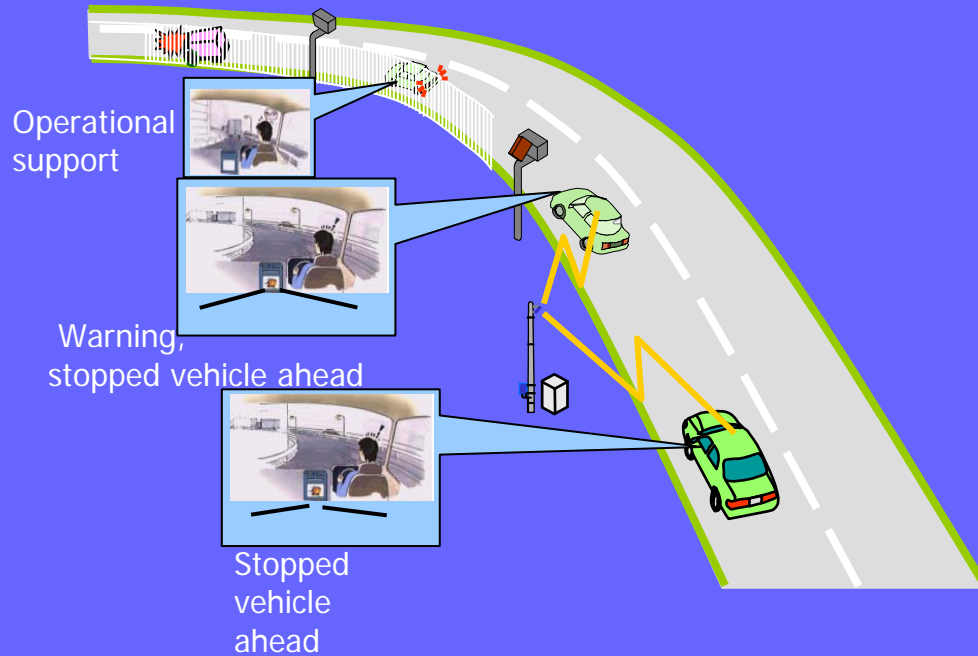 Operational
support
Warning,
stopped vehicle ahead
Stopped
vehicle
ahead